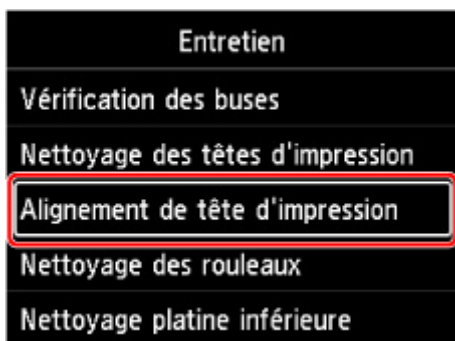 Entretien
Vérification des buses
Nettoyage des têtes d'impression
Alignement de tête d'impression
Nettoyage des rouleaux
Nettoyage platine inférieure